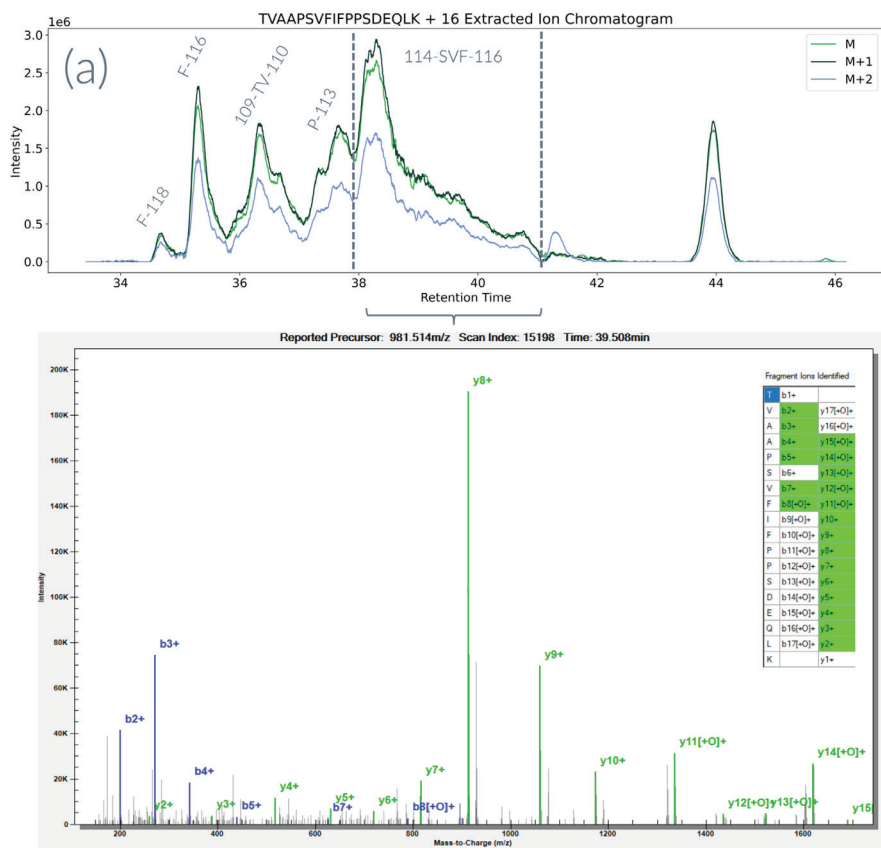 TVAAPSVFIFPPSDEQLK + 16 Extracted Ion Chromatogram
1e6
(a)
F-118
F-116
109-TV-110
P-113
114-SVF-116
M
M+1
M+2
3.0
2.5
2.0
1.5
1.0
0.5
0.0
Intensity
34 36 38 40 42 44 46
Retention Time
Reported Precursor: 981.514m/z Scan Index: 15198 Time: 39.508min
200K
180K
160K
140K
120K
100K
80K
60K
40K
20K
0
Intensity
b2+
b3+
b4+
b5+
b7+
b8[+O]+
y2+
y3+
y4+
y5+
y6+
y7+
y8+
y9+
y10+
y11[+O]+
y12[+O]+
y13[+O]+
y14[+O]+
y15[
200 400 600 800 1000 1200 1400 1600
Mass-to-Charge (m/z)
Fragment Ions Identified
T b1+
V b2+ y17[+O]+
A b3+ y16[+O]+
A b4+ y15[+O]+
P b5+ y14[+O]+
S b6+ y13[+O]+
V b7+ y12[+O]+
F b8[+O]+ y11[+O]+
I b9[+O]+ y10+
F b10[+O]+ y9+
P b11[+O]+ y8+
P b12[+O]+ y7+
S b13[+O]+ y6+
D b14[+O]+ y5+
E b15[+O]+ y4+
Q b16[+O]+ y3+
L b17[+O]+ y2+
K y1+